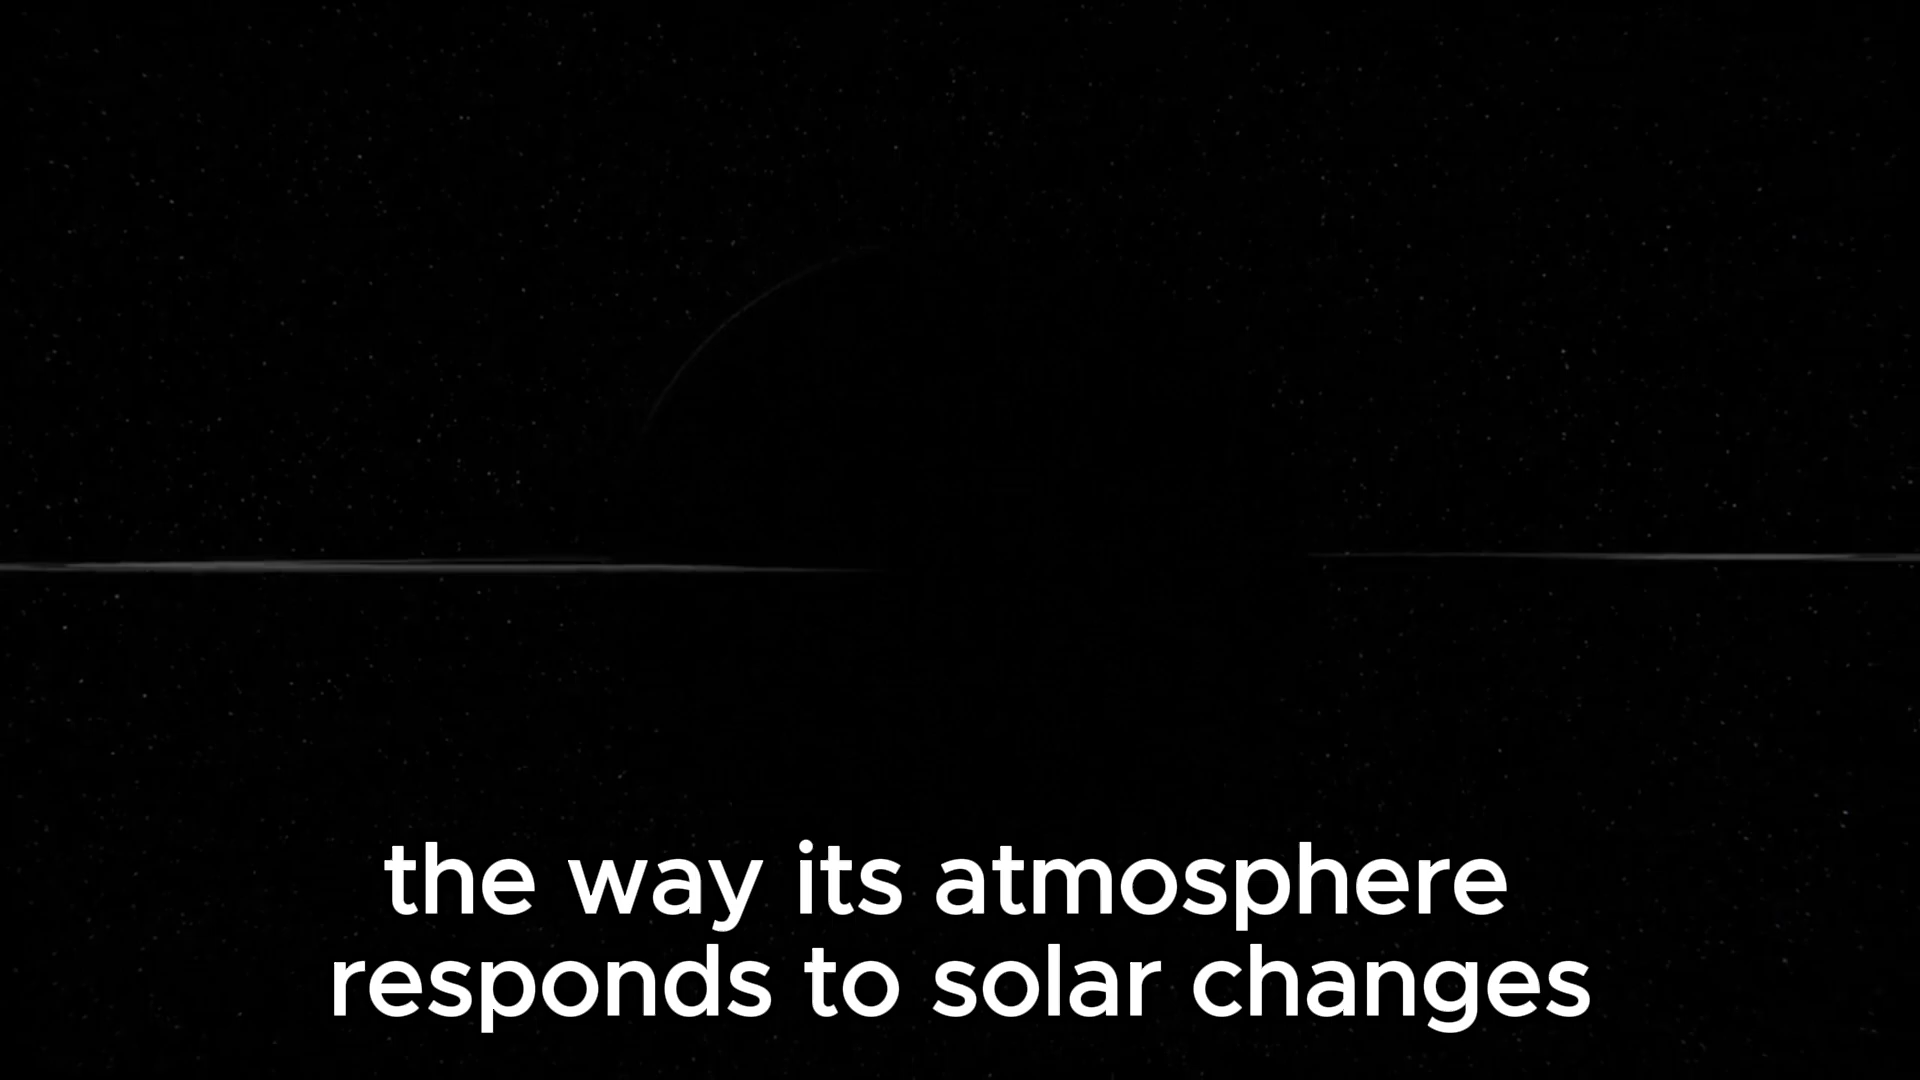 the way its atmosphere
responds to solar changes